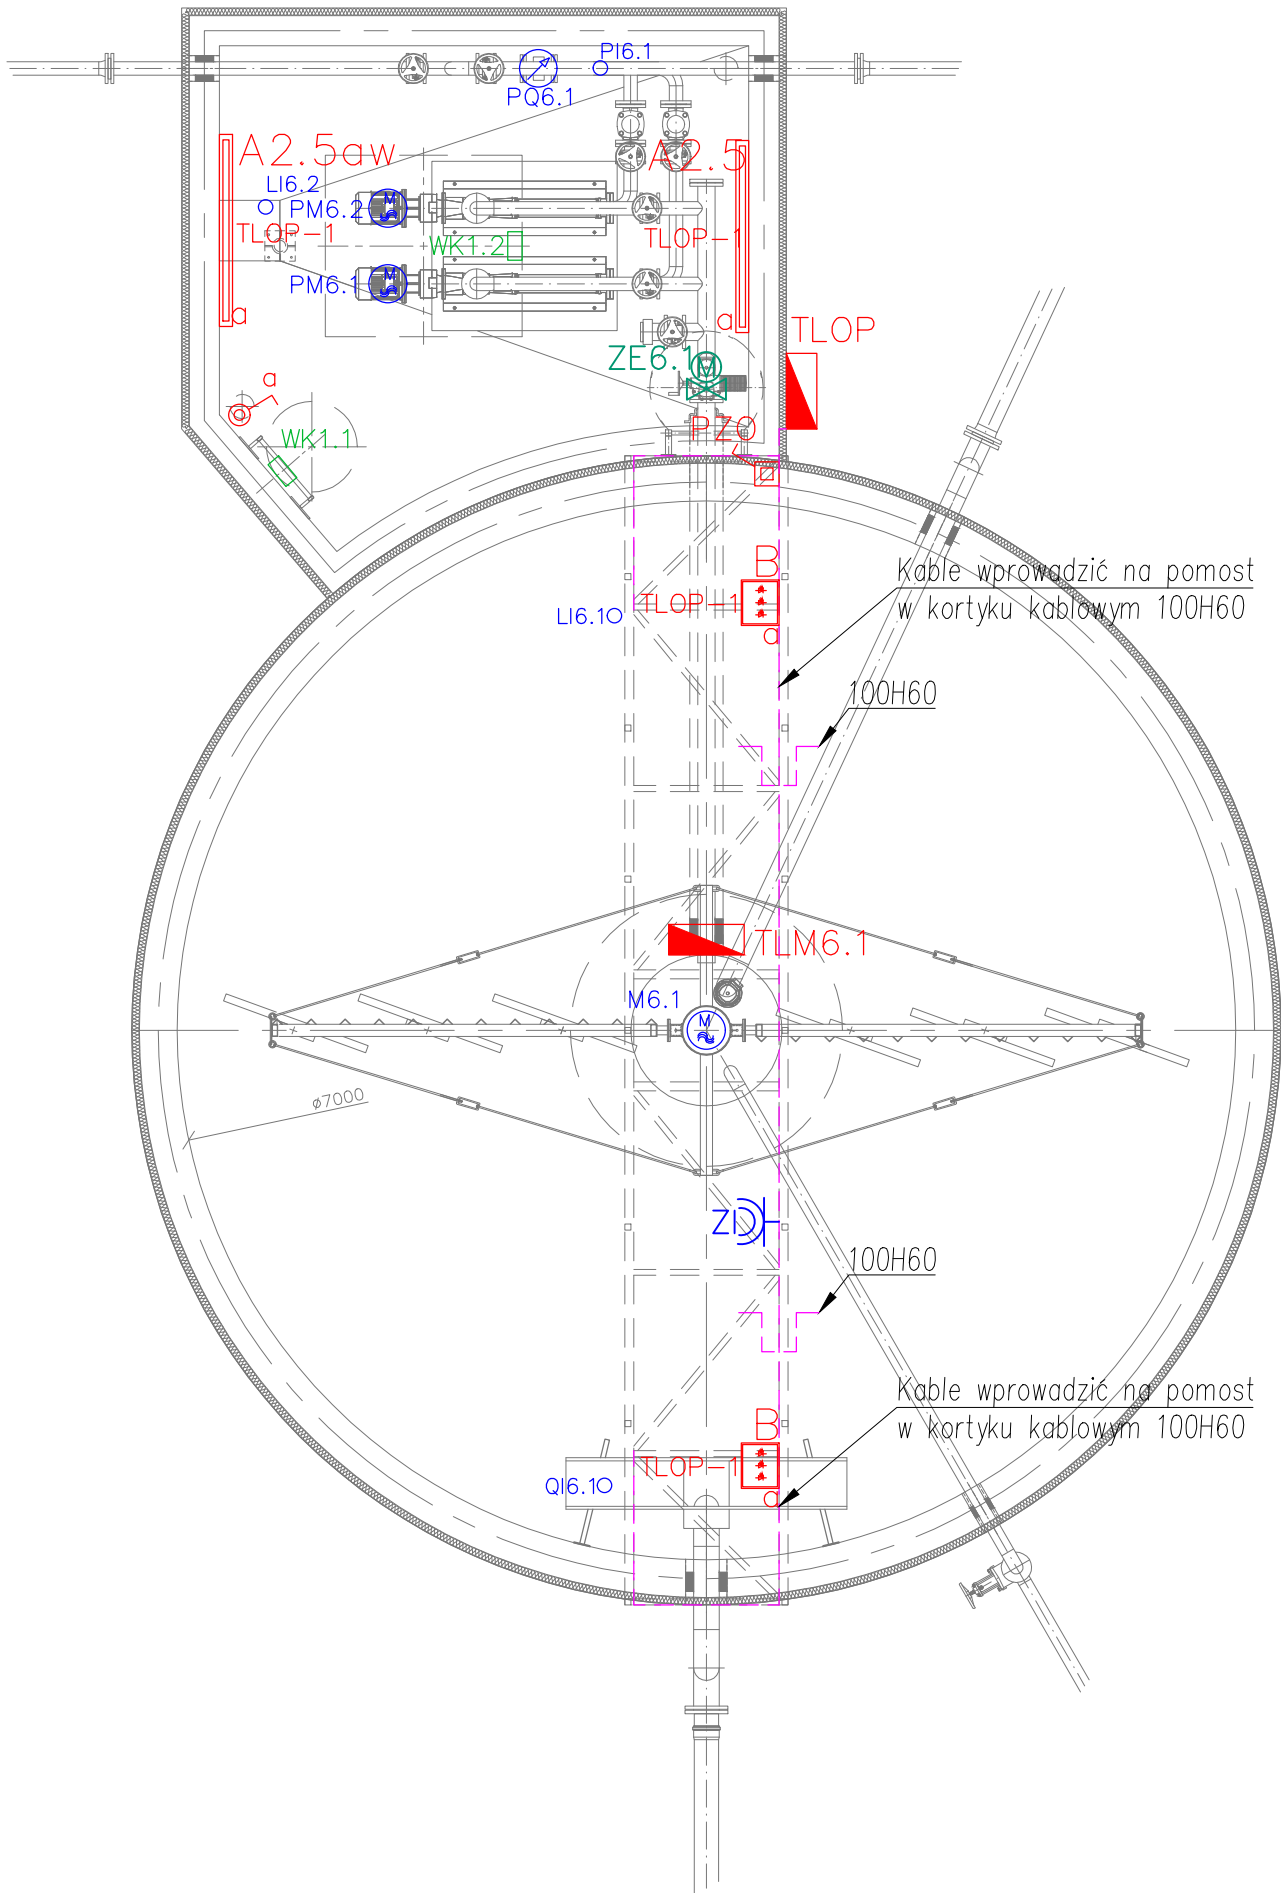 PI6.1
PQ6.1
A2.5aw
A2.5
LI6.2
PM6.2
M
TLOP-1
TLOP-1
WK1.2
PM6.1
M
a
a
TLOP
ZE6.1
M
a
PZ0
WK1.1
B
Kable wprowadzić na pomost
w kortyku kablowym 100H60
TLOP-1
LI6.1
a
100H60
TLM6.1
M6.1
M
ø7000
ZI
100H60
Kable wprowadzić na pomost
w kortyku kablowym 100H60
B
TLOP-1
QI6.1
a